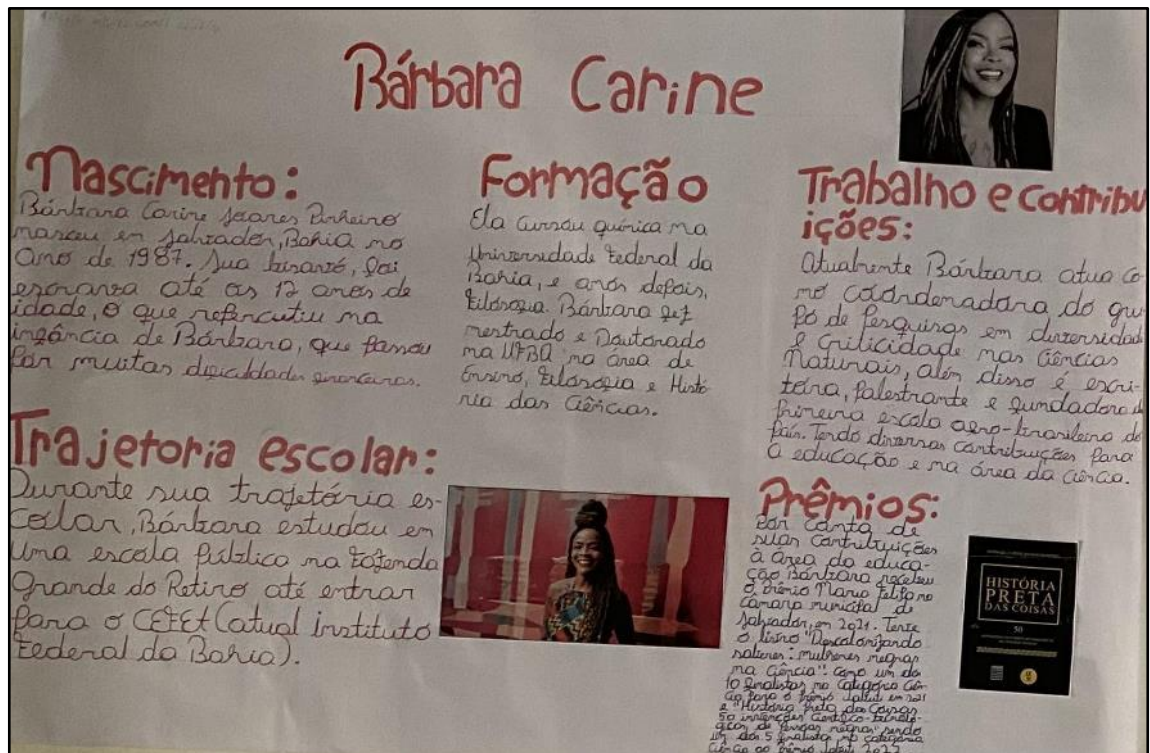 Bárbara Carine
Nascimento:
Bárbara Carine Soares Pinheiro
nasceu em Salvador, Bahia no
Ano de 1987. Sua bisavó, foi
escrava até os 12 anos de
idade, o que repercutiu na
infância de Bárbara, que passou
por muitas dificuldades financeiras.
Trajetoria escolar:
Durante sua trajetória es-
colar, Bárbara estudou em
uma escola pública na Fazenda
Grande do Retiro até entrar
para o CEFET (atual instituto
Federal da Bahia).
Formação
Ela cursou química na
Universidade Federal da
Bahia, e anos depois,
Filosofia. Bárbara fez
mestrado e Doutorado
na UFBA na área de
Ensino, Filosofia e Histó
ria das Ciências.
Trabalho e contribu
ições:
Atualmente Bárbara atua co-
mo coordenadora do gru
po de Pesquisas em diversidade
e Criticidade nas Ciências
Naturais, além disso é escri-
tora, palestrante e fundadora da
primeira escola afro-brasileira do
país. Tendo diversas contribuições para
a educação e na área da ciência.
Prêmios:
Por conta de
suas contribuições
à área da educa-
ção Bárbara recebeu
o prêmio Maria Felipa na
câmara municipal de
Salvador, em 2021. Teve
o livro "Descolonizando
saberes: mulheres negras
na Ciência" como um do
10 finalistas na Categoria Ciên-
cia para o prêmio Jabuti em 2021
e "História preta das Coisas
50 invenções Científico-tecnoló-
gicas de pessoas negras" sendo
um dos 5 finalista na categoria
Ciência ao prêmio Jabuti 2022
HISTÓRIA
PRETA
DAS COISAS
50